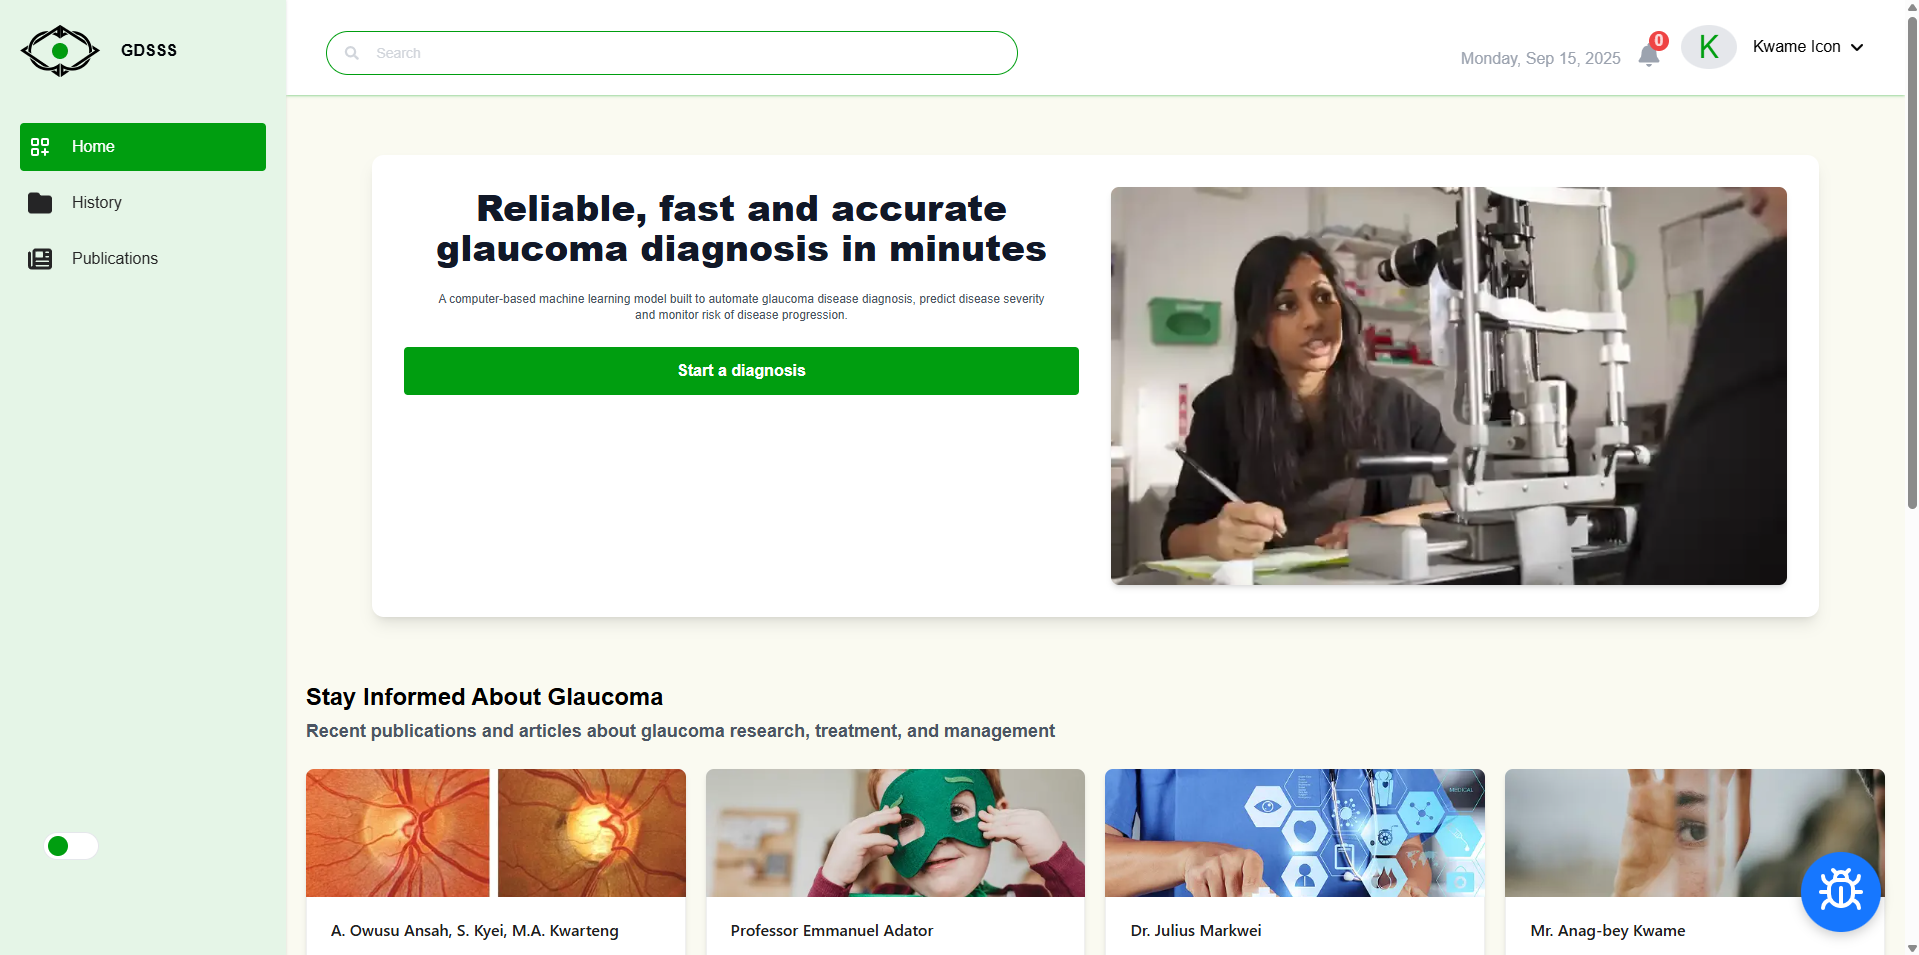 GDSSS
Search
Monday, Sep 15, 2025
0
K
Kwame Icon
Home
History
Publications
Reliable, fast and accurate
glaucoma diagnosis in minutes
A computer-based machine learning model built to automate glaucoma disease diagnosis, predict disease severity
and monitor risk of disease progression.
Start a diagnosis
Stay Informed About Glaucoma
Recent publications and articles about glaucoma research, treatment, and management
MEDICAL
A. Owusu Ansah, S. Kyei, M.A. Kwarteng
Professor Emmanuel Adator
Dr. Julius Markwei
Mr. Anag-bey Kwame